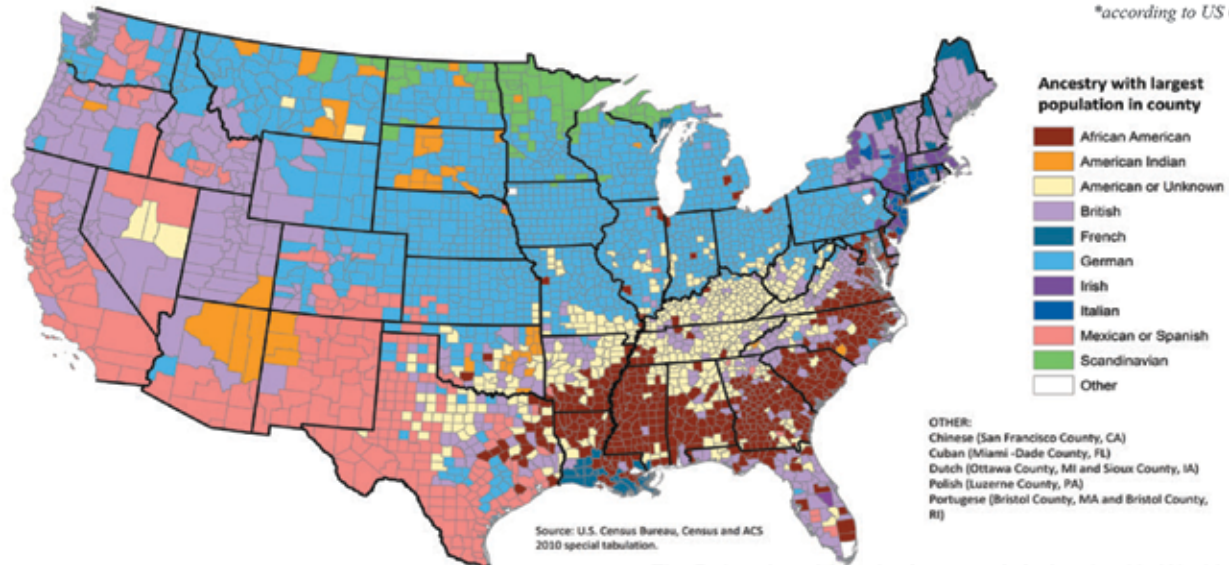 *according to US
Ancestry with largest
population in county
African American
American Indian
American or Unknown
British
French
German
Irish
Italian
Mexican or Spanish
Scandinavian
Other
OTHER:
Chinese (San Francisco County, CA)
Cuban (Miami -Dade County, FL)
Dutch (Ottawa County, MI and Sioux County, IA)
Polish (Luzerne County, PA)
Portugese (Bristol County, MA and Bristol County,
RI)
Source: U.S. Census Bureau, Census and ACS
2010 special tabulation.